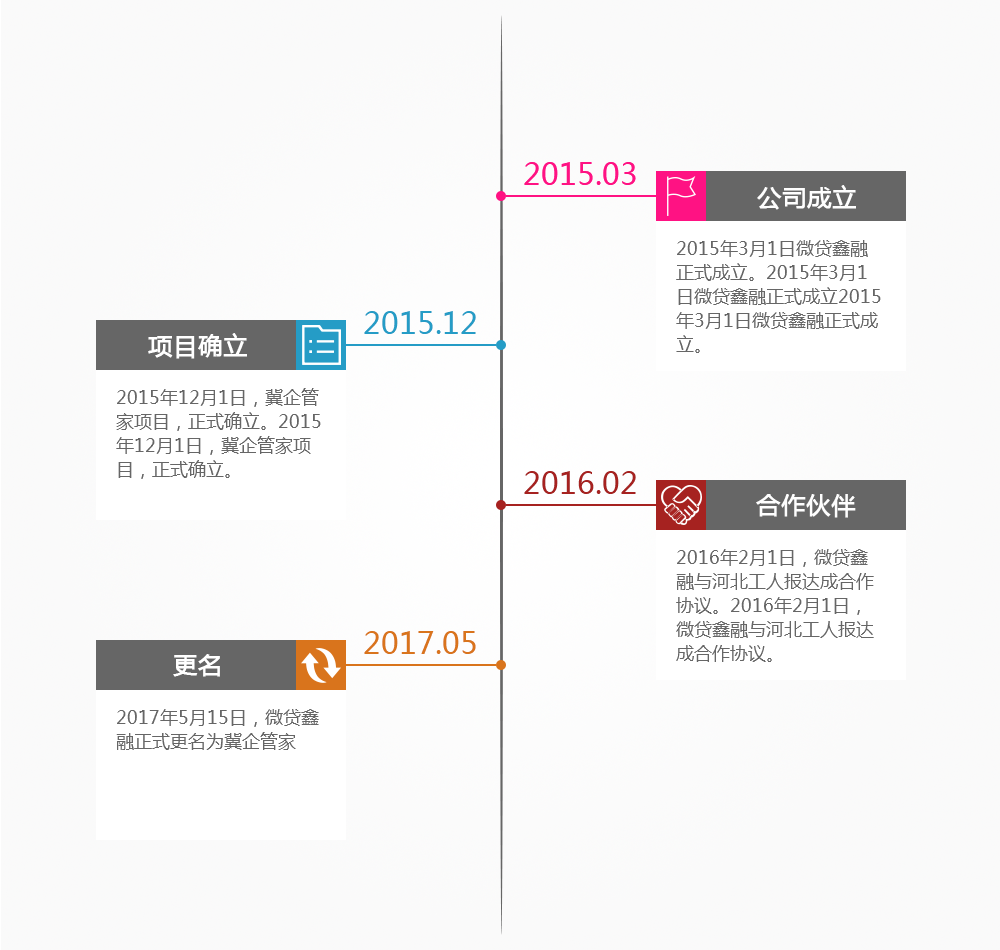 2015.03
公司成立
2015年3月1日微贷鑫融
正式成立。2015年3月1
日微贷鑫融正式成立2015
年3月1日微贷鑫融正式成
立。
2015.12
项目确立
2015年12月1日，冀企管
家项目，正式确立。2015
年12月1日，冀企管家项
目，正式确立。
2016.02
合作伙伴
2016年2月1日，微贷鑫
融与河北工人报达成合作
协议。2016年2月1日，
微贷鑫融与河北工人报达
成合作协议。
2017.05
更名
2017年5月15日，微贷鑫
融正式更名为冀企管家